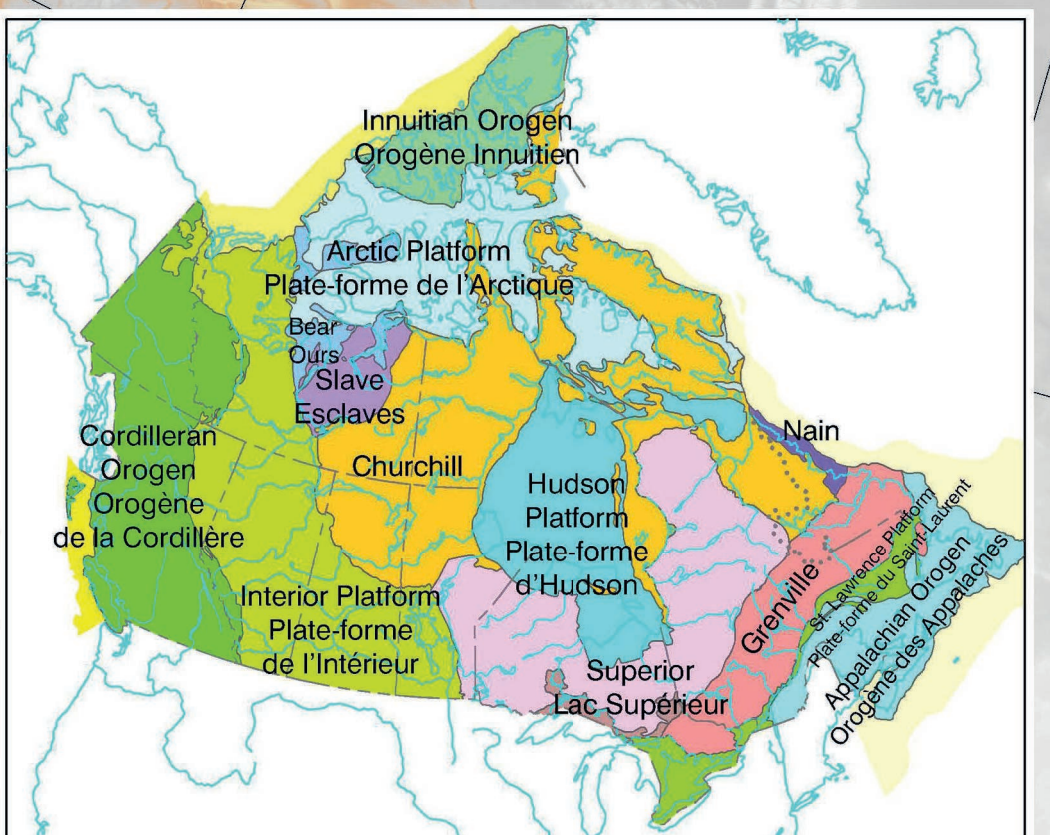 Innuitian Orogen
Orogène Innuitien
Arctic Platform
Plate-forme de l'Arctique
Bear
Ours
Slave
Esclaves
Cordilleran
Orogen
Orogène
de la Cordillère
Churchill
Nain
Hudson
Platform
Plate-forme
d'Hudson
Interior Platform
Plate-forme
de l'Intérieur
Superior
Lac Supérieur
Grenville
St. Lawrence Platform
Plate-forme du Saint-Laurent
Appalachian Orogen
Orogène des Appalaches